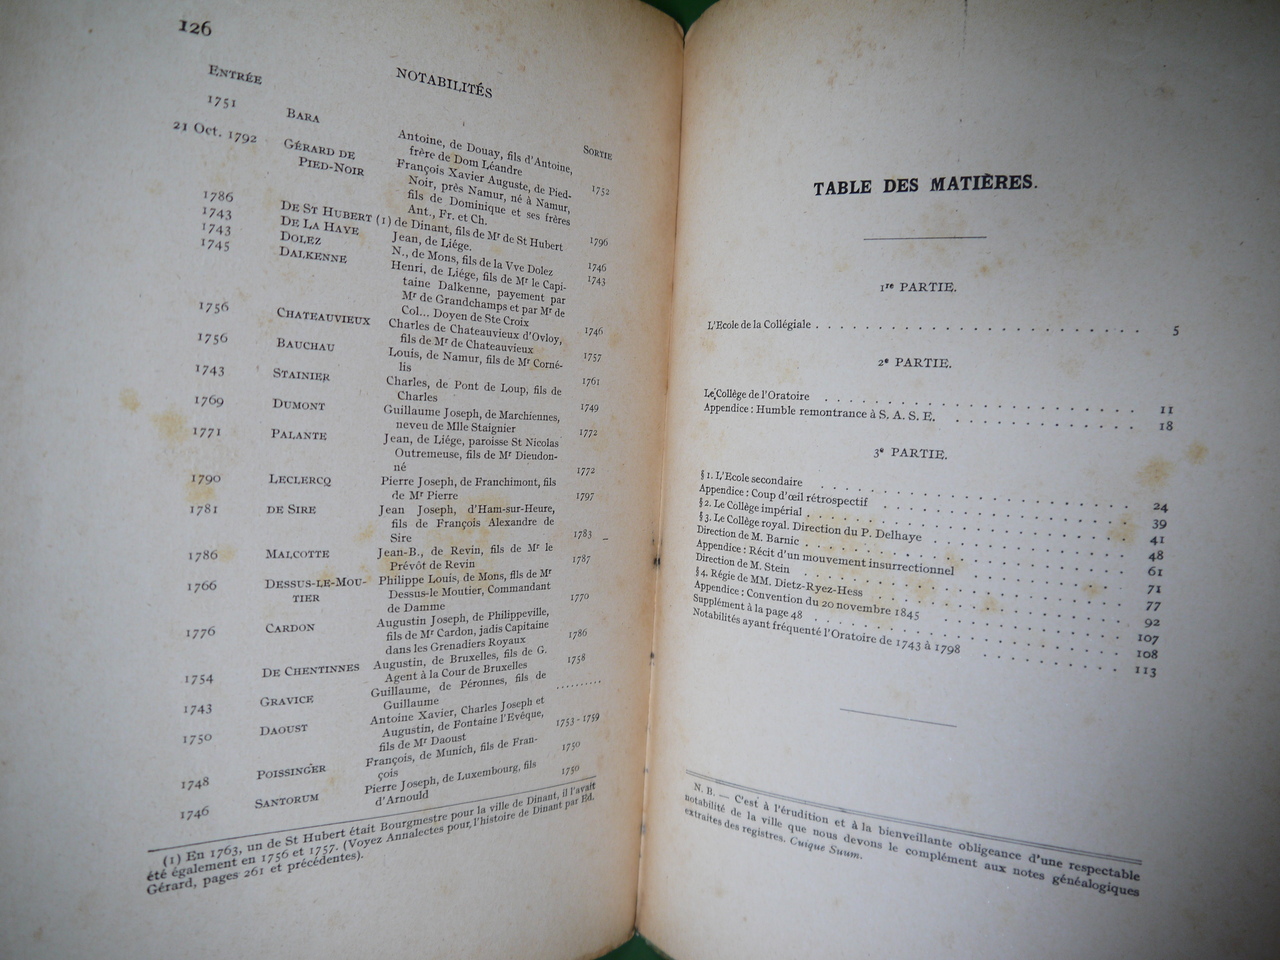 126
ENTRÉE NOTABILITÉS
SORTIE
1751 BARA Antoine, de Douay, fils d'Antoine,
frère de Dom Léandre 1752
21 Oct. 1792 GÉRARD DE François Xavier Auguste, de Pied-
PIED-NOIR Noir, près Namur, né à Namur,
fils de Dominique et ses frères
Ant., Fr. et Ch. 1796
1786 DE ST HUBERT (1) de Dinant, fils de Mr de St Hubert
1743 DE LA HAYE Jean, de Liége. 1746
1743 DOLEZ N., de Mons, fils de la Vve Dolez 1743
1745 DALKENNE Henri, de Liége, fils de Mr le Capi-
taine Dalkenne, payement par
Mr de Grandchamps et par Mr de
Col... Doyen de Ste Croix 1746
1756 CHATEAUVIEUX Charles de Chateauvieux d'Ovloy,
fils de Mr de Chateauvieux 1757
1756 BAUCHAU Louis, de Namur, fils de Mr Corné-
lis 1761
1743 STAINIER Charles, de Pont de Loup, fils de
Charles 1749
1769 DUMONT Guillaume Joseph, de Marchiennes,
neveu de Mlle Staignier 1772
1771 PALANTE Jean, de Liége, paroisse St Nicolas
Outremeuse, fils de Mr Dieudon-
né 1772
1790 LECLERCQ Pierre Joseph, de Franchimont, fils
de Mr Pierre 1797
1781 DE SIRE Jean Joseph, d'Ham-sur-Heure,
fils de François Alexandre de
Sire 1783
1786 MALCOTTE Jean-B., de Revin, fils de Mr le
Prévôt de Revin 1787
1766 DESSUS-LE-MOU- Philippe Louis, de Mons, fils de Mr
TIER Dessus-le Moutier, Commandant
de Damme 1770
1776 CARDON Augustin Joseph, de Philippeville,
fils de Mr Cardon, jadis Capitaine
dans les Grenadiers Royaux 1786
1754 DE CHENTINNES Augustin, de Bruxelles, fils de G.
Agent à la Cour de Bruxelles 1758
1743 GRAVICE Guillaume, de Péronnes, fils de
Guillaume ..........
1750 DAOUST Antoine Xavier, Charles Joseph et
Augustin, de Fontaine l'Evêque,
fils de Mr Daoust 1753-1759
1748 POISSINGER François, de Munich, fils de Fran-
çois 1750
1746 SANTORUM Pierre Joseph, de Luxembourg, fils
d'Arnould 1750
(1) En 1763, un de St Hubert était Bourgmestre pour la ville de Dinant, il l'avait
été également en 1756 et 1757. (Voyez Annalectes pour l'histoire de Dinant par Ed.
Gérard, pages 261 et précédentes).
TABLE DES MATIÈRES.
1re PARTIE.
L'Ecole de la Collégiale . . . . . 5
2e PARTIE.
Le Collège de l'Oratoire . . . . . 11
Appendice : Humble remontrance à S. A. S. E. . . . . . 18
3e PARTIE.
§ 1. L'Ecole secondaire . . . . . 24
Appendice : Coup d'œil rétrospectif . . . . . 39
§ 2. Le Collège impérial . . . . . 41
§ 3. Le Collège royal. Direction du P. Delhaye . . . . . 48
Direction de M. Barnic . . . . . 61
Appendice : Récit d'un mouvement insurrectionnel . . . . . 71
Direction de M. Stein . . . . . 77
§ 4. Régie de MM. Dietz-Ryez-Hess . . . . . 92
Appendice : Convention du 20 novembre 1845 . . . . . 107
Supplément à la page 48 . . . . . 108
Notabilités ayant fréquenté l'Oratoire de 1743 à 1798 . . . . . 113
N. B. — C'est à l'érudition et à la bienveillante obligeance d'une respectable
notabilité de la ville que nous devons le complément aux notes généalogiques
extraites des registres. Cuique Suum.